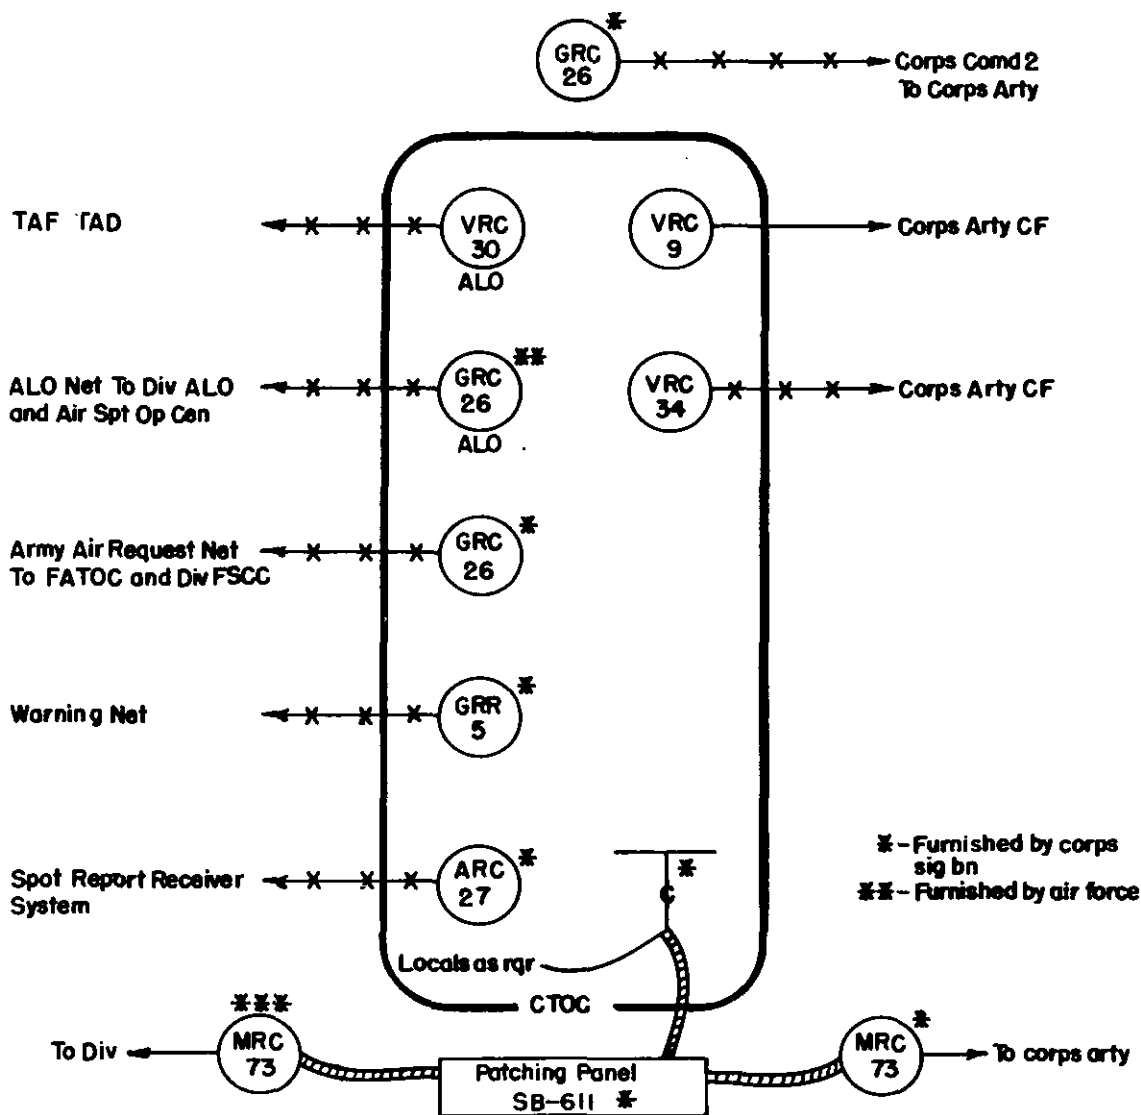 *
GRC
26
Corps Comd 2
To Corps Arty
TAF TAD
VRC
30
ALO
VRC
9
Corps Arty CF
ALO Net To Div ALO
and Air Spt Op Cen
**
GRC
26
ALO
VRC
34
Corps Arty CF
Army Air Request Net
To FATOC and Div FSCC
*
GRC
26
Warning Net
*
GRR
5
Spot Report Receiver
System
*
ARC
27
*
C
* - Furnished by corps
sig bn
** - Furnished by air force
Locals as rqr
CTOC
To Div
***
MRC
73
Patching Panel
SB-611 *
*
MRC
73
To corps arty